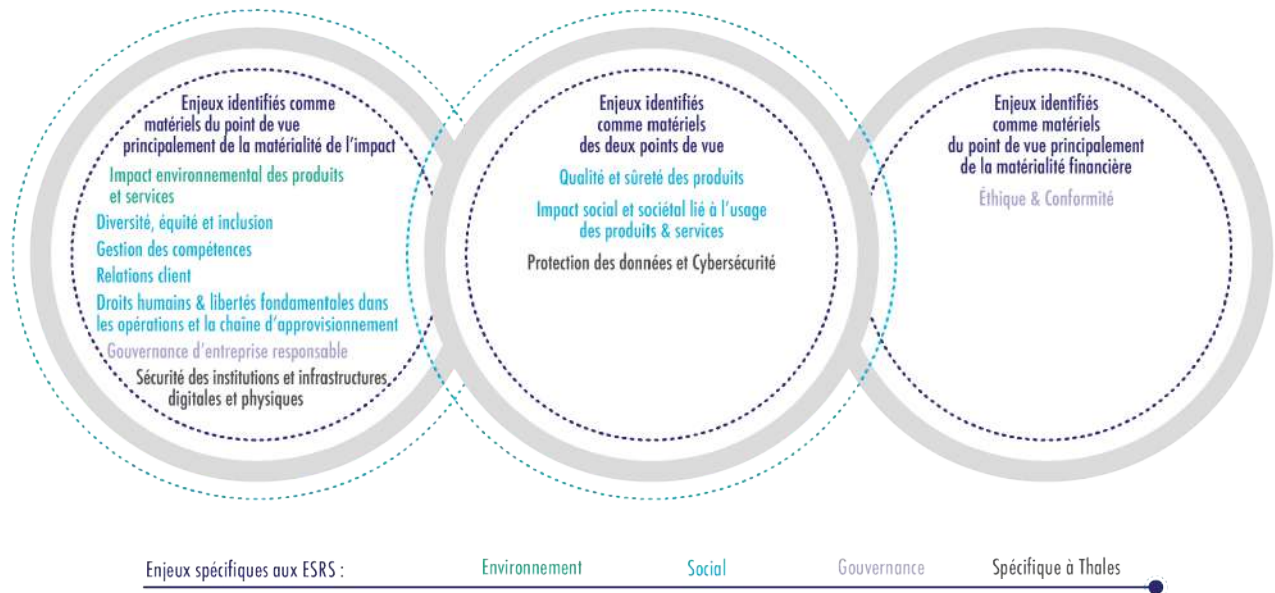 Enjeux identifiés comme
matériels du point de vue
principalement de la matérialité de l'impact
Impact environnemental des produits
et services
Diversité, équité et inclusion
Gestion des compétences
Relations client
Droits humains & libertés fondamentales dans
les opérations et la chaîne d'approvisionnement
Gouvernance d'entreprise responsable
Sécurité des institutions et infrastructures
digitales et physiques
Enjeux identifiés
comme matériels
des deux points de vue
Qualité et sûreté des produits
Impact social et sociétal lié à l'usage
des produits & services
Protection des données et Cybersécurité
Enjeux identifiés
comme matériels
du point de vue principalement
de la matérialité financière
Éthique & Conformité
Enjeux spécifiques aux ESRS :
Environnement
Social
Gouvernance
Spécifique à Thales